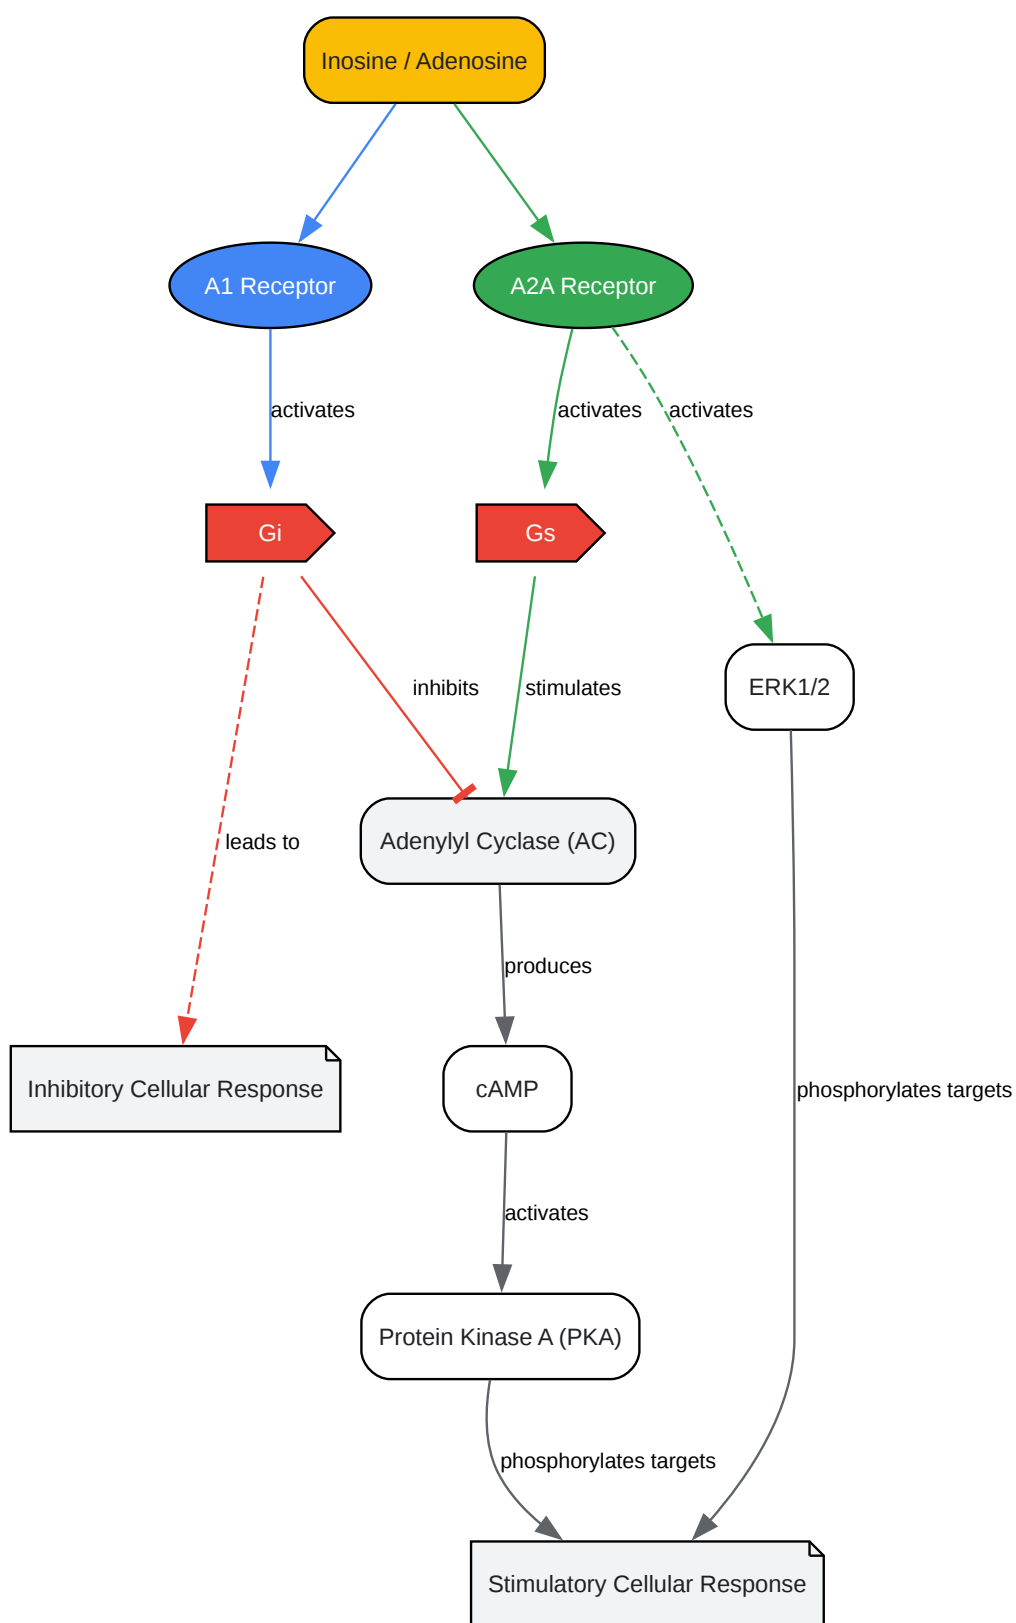 Inosine / Adenosine
A1 Receptor
A2A Receptor
activates
activates
activates
Gi
Gs
inhibits
stimulates
ERK1/2
leads to
Adenylyl Cyclase (AC)
produces
Inhibitory Cellular Response
cAMP
phosphorylates targets
activates
Protein Kinase A (PKA)
phosphorylates targets
Stimulatory Cellular Response